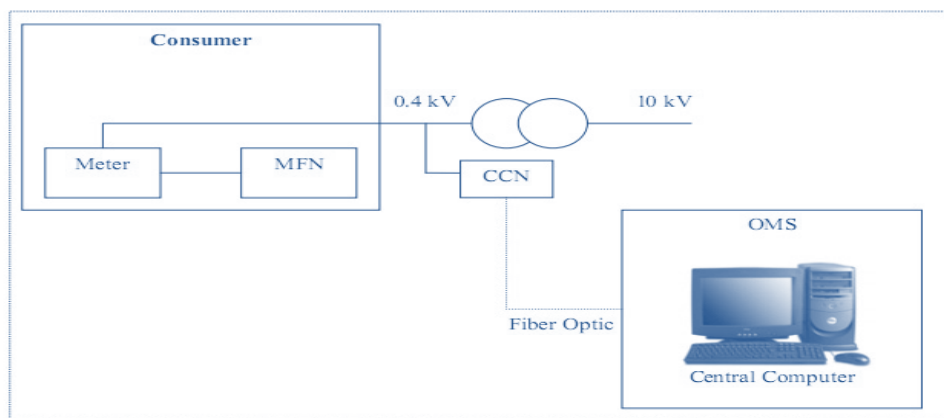 Consumer
0.4 kV
10 kV
Meter
MFN
CCN
OMS
Fiber Optic
Central Computer